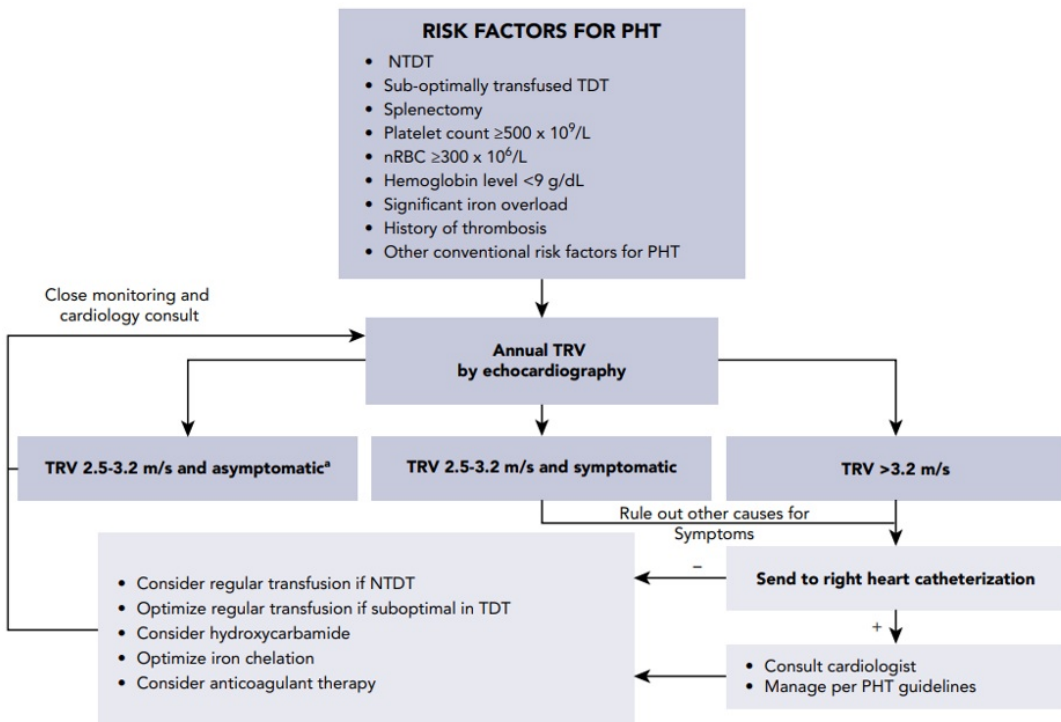 RISK FACTORS FOR PHT
• NTDT
• Sub-optimally transfused TDT
• Splenectomy
• Platelet count ≥500 x 10⁹/L
• nRBC ≥300 x 10⁶/L
• Hemoglobin level <9 g/dL
• Significant iron overload
• History of thrombosis
• Other conventional risk factors for PHT
Close monitoring and
cardiology consult
Annual TRV
by echocardiography
TRV 2.5-3.2 m/s and asymptomaticᵃ
TRV 2.5-3.2 m/s and symptomatic
TRV >3.2 m/s
Rule out other causes for
Symptoms
Send to right heart catheterization
−
+
• Consider regular transfusion if NTDT
• Optimize regular transfusion if suboptimal in TDT
• Consider hydroxycarbamide
• Optimize iron chelation
• Consider anticoagulant therapy
• Consult cardiologist
• Manage per PHT guidelines